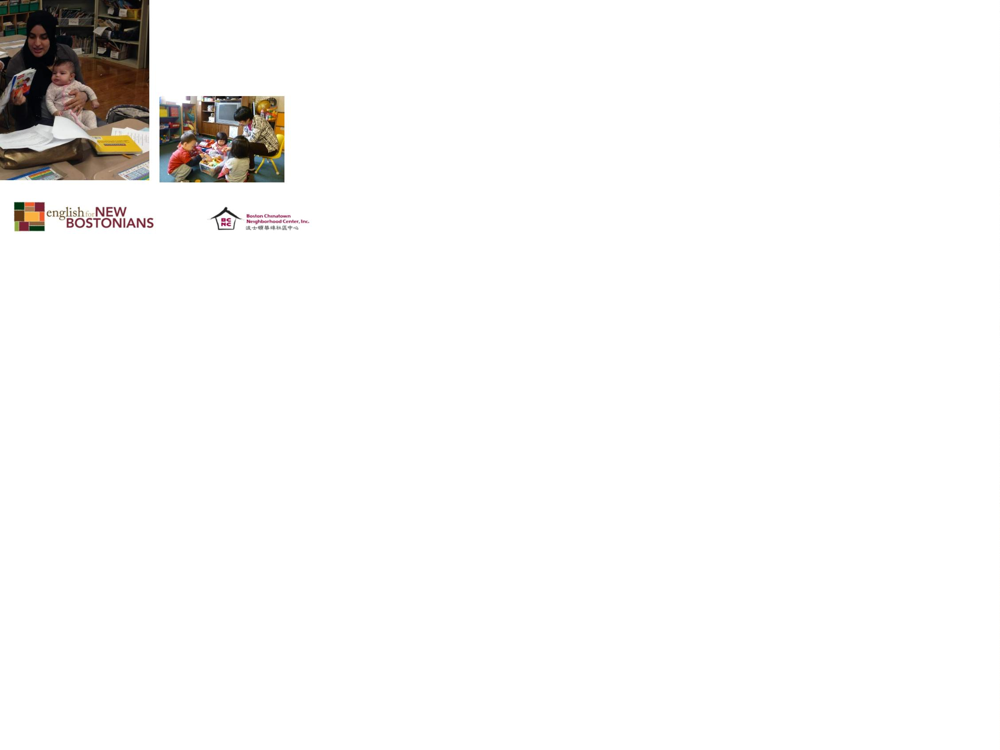 english for NEW
BOSTONIANS
BC
NC
Boston Chinatown
Neighborhood Center, Inc.
波士頓華埠社區中心